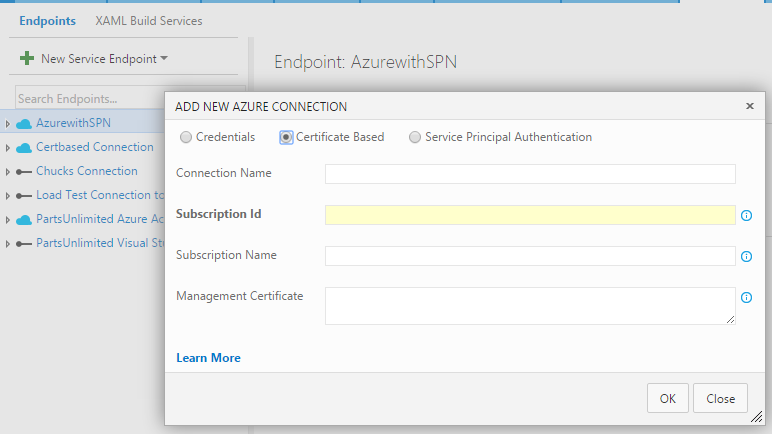 Endpoints XAML Build Services
New Service Endpoint
Endpoint: AzurewithSPN
Search Endpoints...
AzurewithSPN
Certbased Connection
Chucks Connection
Load Test Connection to
PartsUnlimited Azure
PartsUnlimited Visual
ADD NEW AZURE CONNECTION
Credentials Certificate Based Service Principal Authentication
Connection Name
Subscription Id
Subscription Name
Management Certificate
Learn More
OK Close